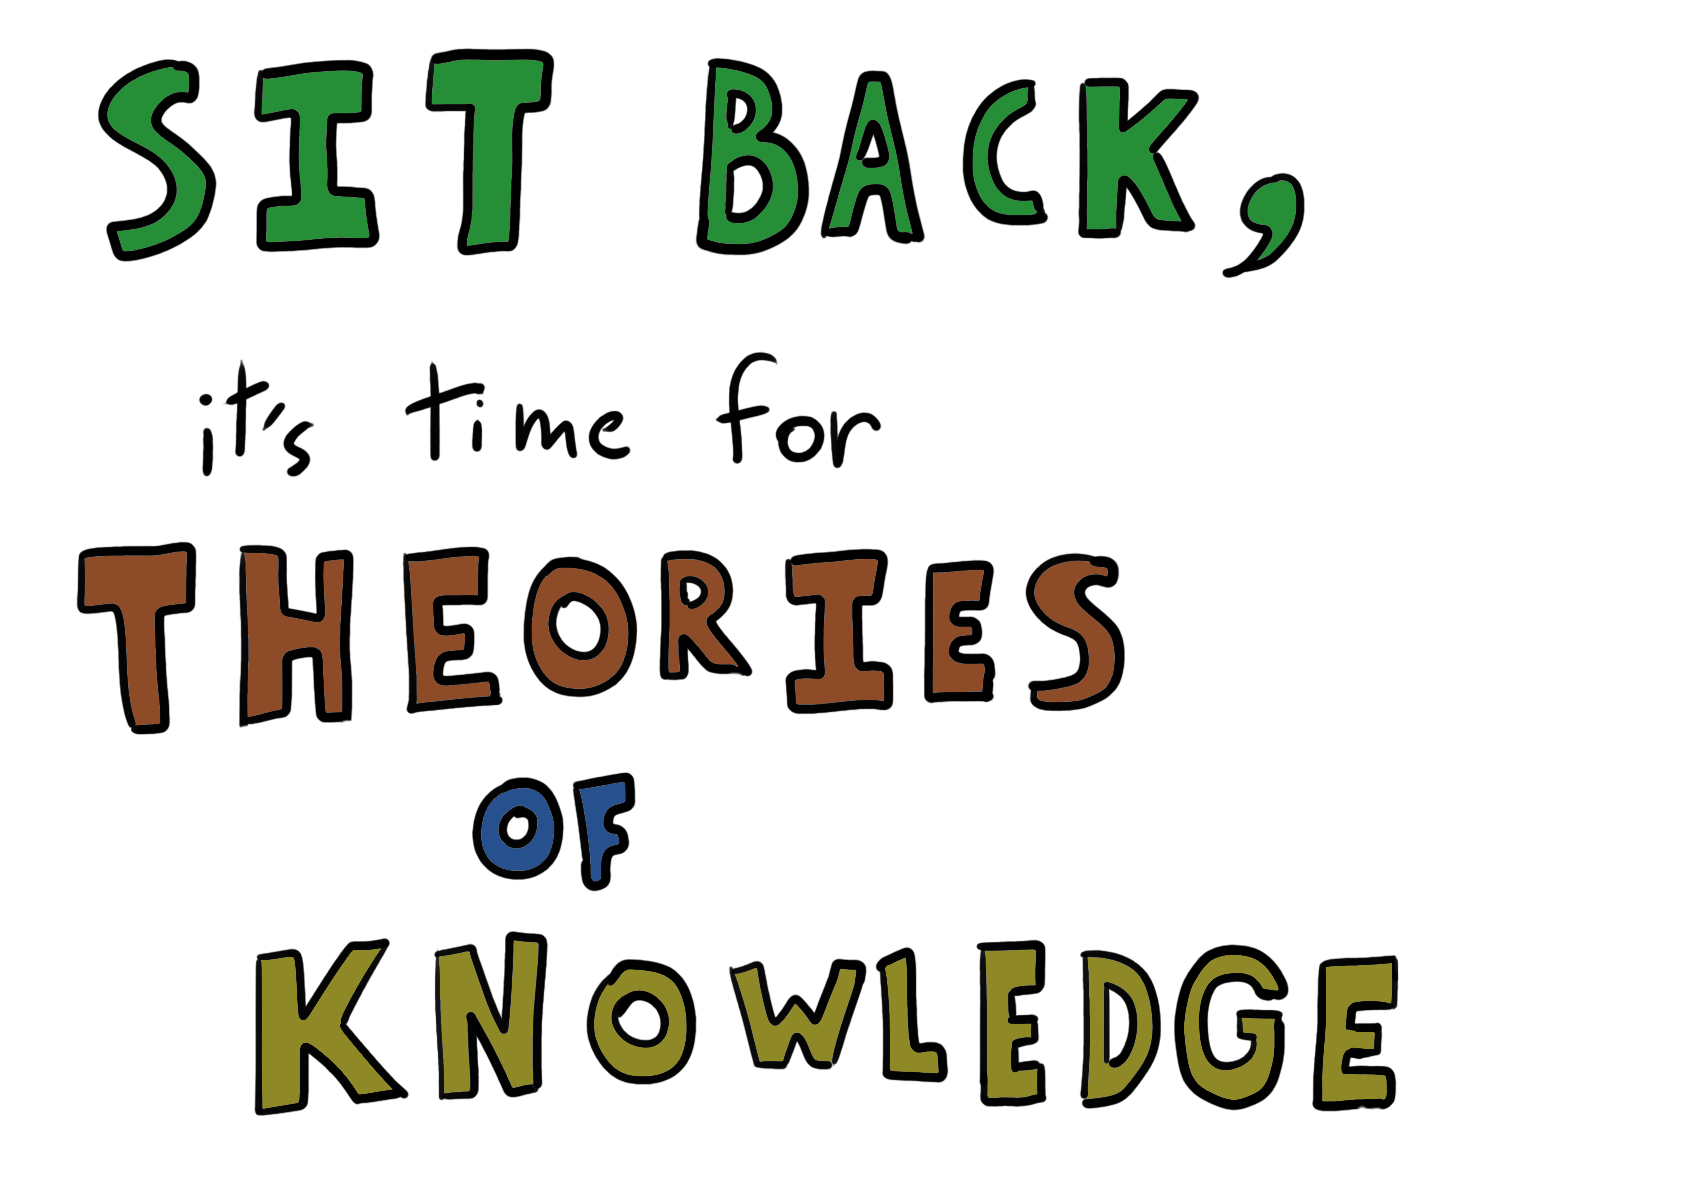 SIT BACK,
it's time for
THEORIES
OF
KNOWLEDGE